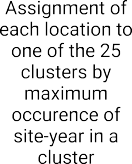 Assignment of
each location to
one of the 25
clusters by
maximum
occurence of
site-year in a
cluster